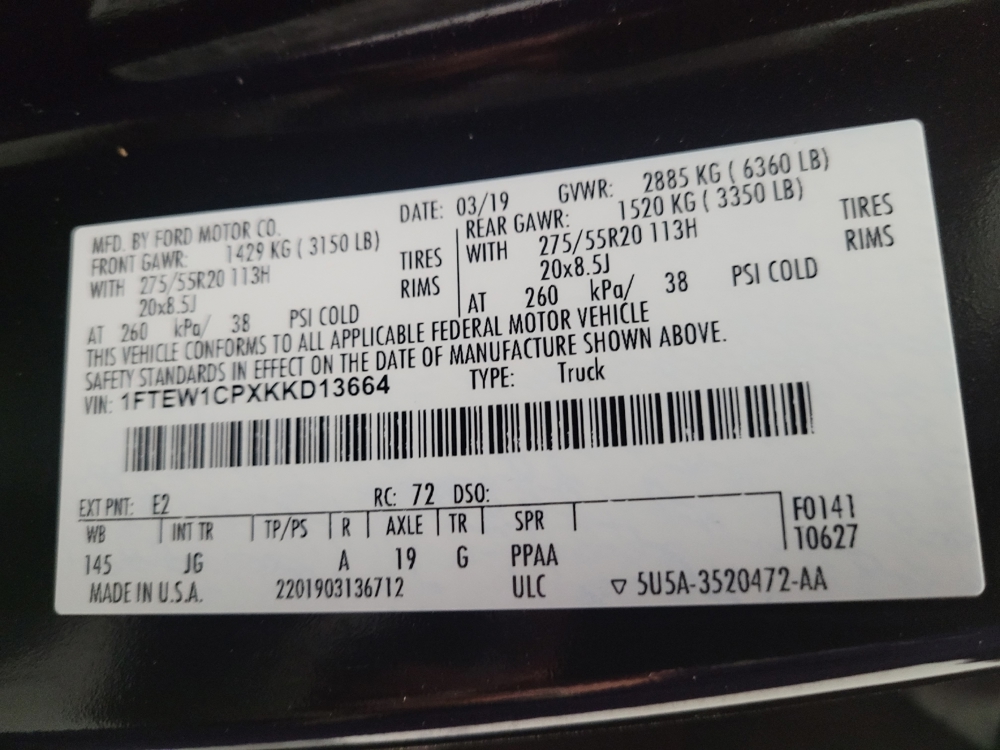 MFD. BY FORD MOTOR CO. DATE: 03/19 GVWR: 2885 KG ( 6360 LB)
FRONT GAWR: 1429 KG ( 3150 LB) REAR GAWR: 1520 KG ( 3350 LB)
WITH 275/55R20 113H TIRES WITH 275/55R20 113H TIRES
20x8.5J RIMS 20x8.5J RIMS
AT 260 kPa/ 38 PSI COLD AT 260 kPa/ 38 PSI COLD
THIS VEHICLE CONFORMS TO ALL APPLICABLE FEDERAL MOTOR VEHICLE
SAFETY STANDARDS IN EFFECT ON THE DATE OF MANUFACTURE SHOWN ABOVE.
VIN: 1FTEW1CPXKKD13664 TYPE: Truck
EXT PNT: E2 RC: 72 DSO:
WB INT TR TP/PS R AXLE TR SPR F0141
T0627
145 JG A 19 G PPAA
MADE IN U.S.A. 2201903136712 ULC ▽ 5U5A-3520472-AA